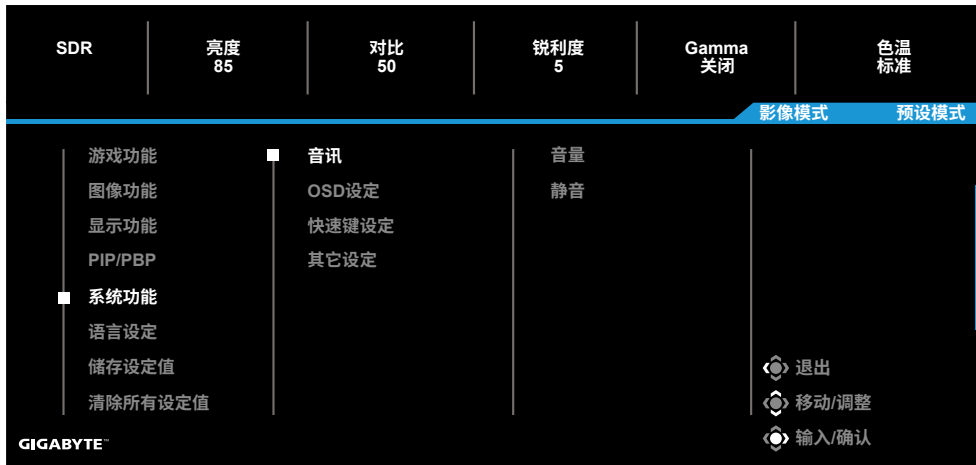 SDR
亮度
85
对比
50
锐利度
5
Gamma
关闭
色温
标准
影像模式 预设模式
游戏功能
图像功能
显示功能
PIP/PBP
系统功能
语言设定
储存设定值
清除所有设定值
音讯
OSD设定
快速键设定
其它设定
音量
静音
退出
移动/调整
输入/确认
GIGABYTE™